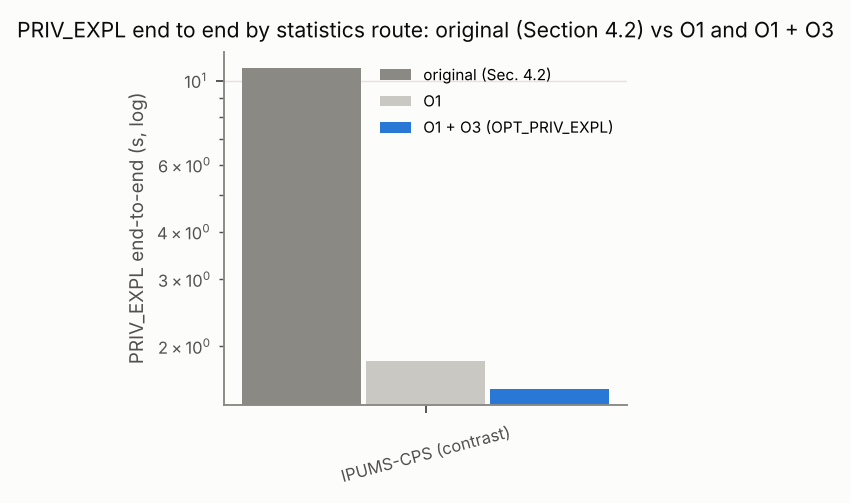 PRIV_EXPL end to end by statistics route: original (Section 4.2) vs O1 and O1 + O3
PRIV_EXPL end-to-end (s, log)
10¹
6 × 10⁰
4 × 10⁰
3 × 10⁰
2 × 10⁰
original (Sec. 4.2)
O1
O1 + O3 (OPT_PRIV_EXPL)
IPUMS-CPS (contrast)